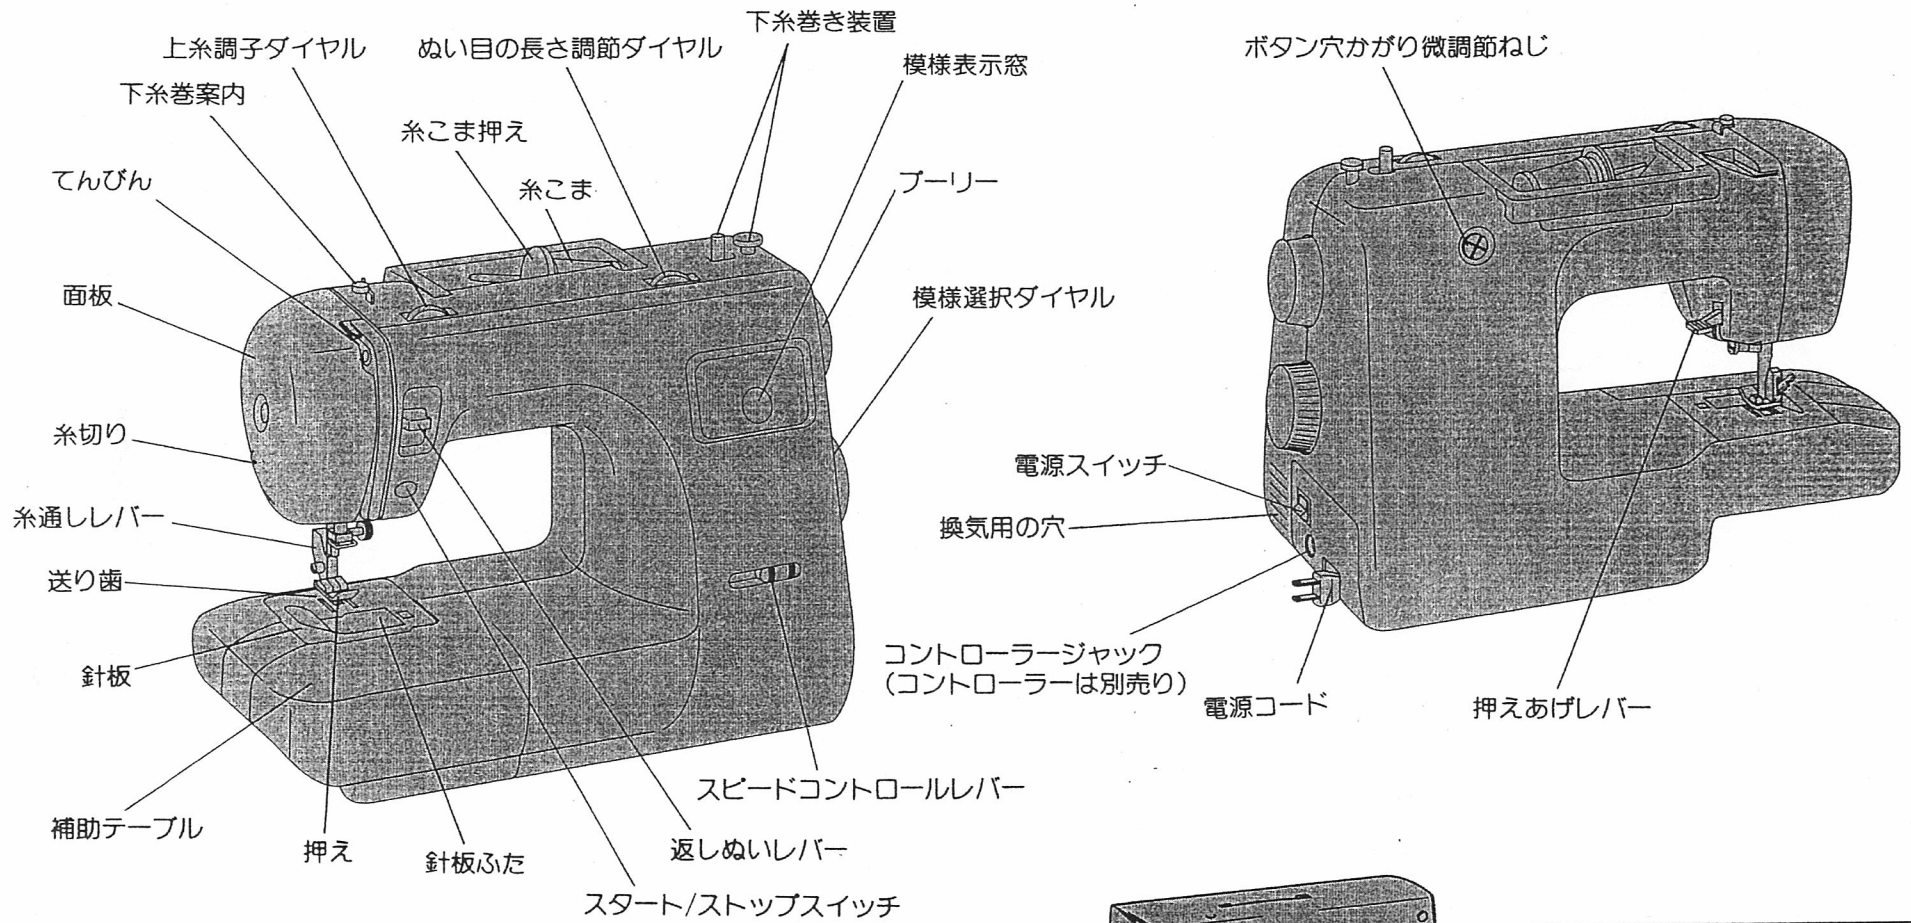 下糸巻き装置
上糸調子ダイヤル
ぬい目の長さ調節ダイヤル
模様表示窓
下糸巻案内
糸こま押え
てんびん
糸こま
プーリー
面板
模様選択ダイヤル
糸切り
糸通しレバー
送り歯
針板
補助テーブル
押え
針板ふた
スピードコントロールレバー
返しぬいレバー
スタート/ストップスイッチ
ボタン穴かがり微調節ねじ
電源スイッチ
換気用の穴
コントローラージャック
(コントローラーは別売り)
電源コード
押えあげレバー